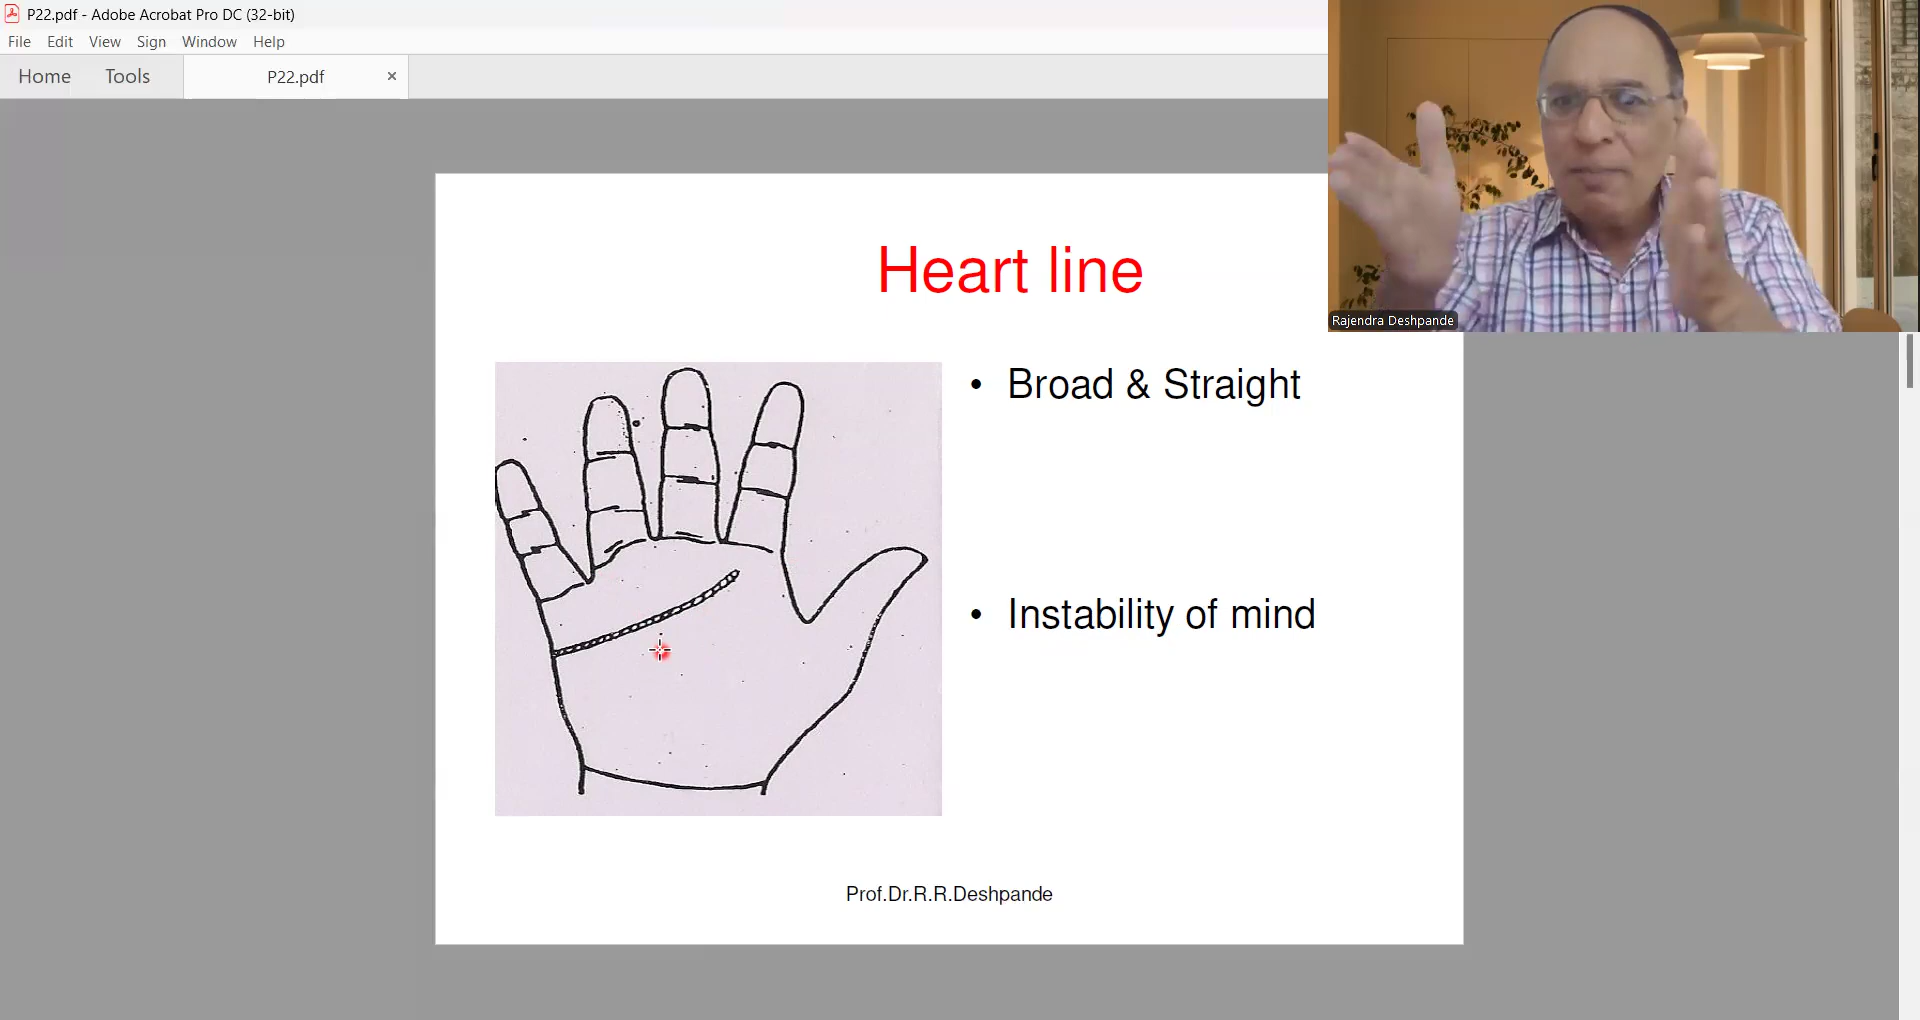 P22.pdf - Adobe Acrobat Pro DC (32-bit)
File Edit View Sign Window Help
Home Tools P22.pdf ×
Rajendra Deshpande
Heart line
• Broad & Straight
• Instability of mind
Prof.Dr.R.R.Deshpande